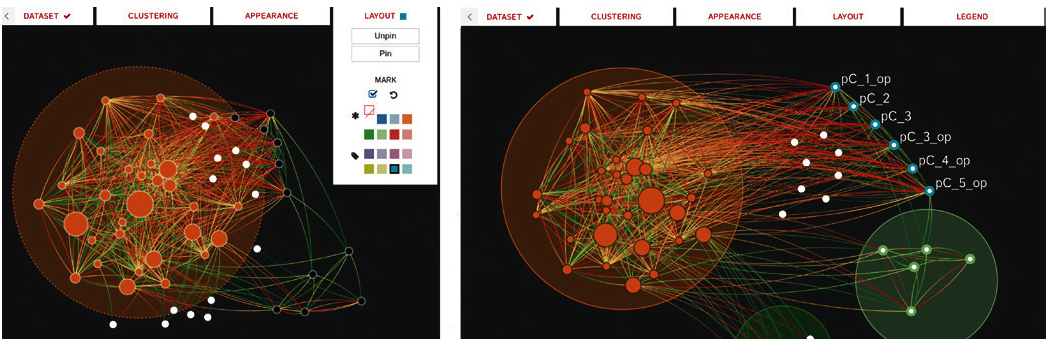 DATASET CLUSTERING APPEARANCE LAYOUT
Unpin
Pin
MARK
DATASET CLUSTERING APPEARANCE LAYOUT LEGEND
pC_1_op
pC_2
pC_3
pC_3_op
pC_4_op
pC_5_op